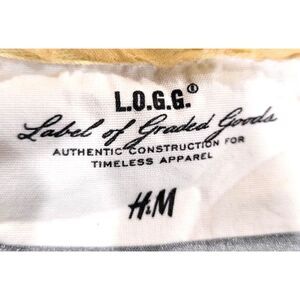 L.O.G.G.®
Label of Graded Goods
AUTHENTIC CONSTRUCTION FOR
TIMELESS APPAREL
H&M